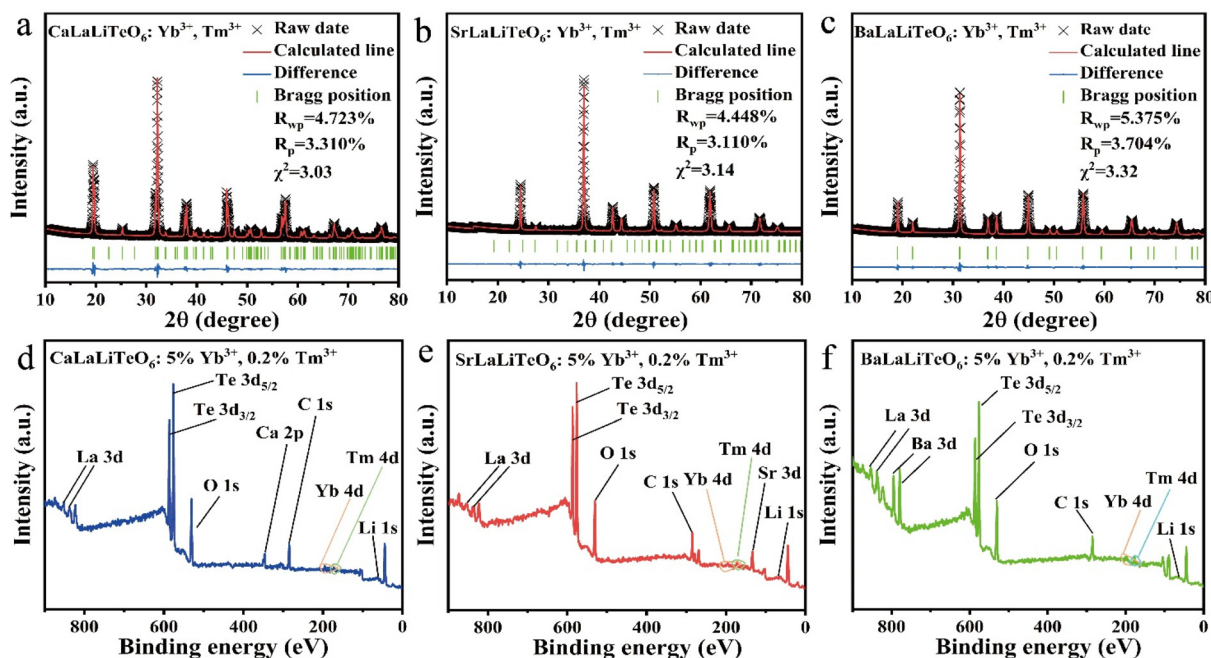 a
CaLaLiTeO₆: Yb³⁺, Tm³⁺
Raw date
Calculated line
Difference
Bragg position
R_wp=4.723%
R_p=3.310%
χ²=3.03
Intensity (a.u.)
10 20 30 40 50 60 70 80
2θ (degree)
b
SrLaLiTeO₆: Yb³⁺, Tm³⁺
Raw date
Calculated line
Difference
Bragg position
R_wp=4.448%
R_p=3.110%
χ²=3.14
Intensity (a.u.)
10 20 30 40 50 60 70 80
2θ (degree)
c
BaLaLiTeO₆: Yb³⁺, Tm³⁺
Raw date
Calculated line
Difference
Bragg position
R_wp=5.375%
R_p=3.704%
χ²=3.32
Intensity (a.u.)
10 20 30 40 50 60 70 80
2θ (degree)
d
CaLaLiTeO₆: 5% Yb³⁺, 0.2% Tm³⁺
Te 3d₅/₂
Te 3d₃/₂
C 1s
Ca 2p
La 3d
Tm 4d
O 1s
Yb 4d
Li 1s
Intensity (a.u.)
800 600 400 200 0
Binding energy (eV)
e
SrLaLiTeO₆: 5% Yb³⁺, 0.2% Tm³⁺
Te 3d₅/₂
Te 3d₃/₂
Tm 4d
La 3d
O 1s
C 1s
Yb 4d
Sr 3d
Li 1s
Intensity (a.u.)
800 600 400 200 0
Binding energy (eV)
f
BaLaLiTeO₆: 5% Yb³⁺, 0.2% Tm³⁺
Te 3d₅/₂
La 3d
Te 3d₃/₂
Ba 3d
O 1s
Tm 4d
Yb 4d
C 1s
Li 1s
Intensity (a.u.)
800 600 400 200 0
Binding energy (eV)